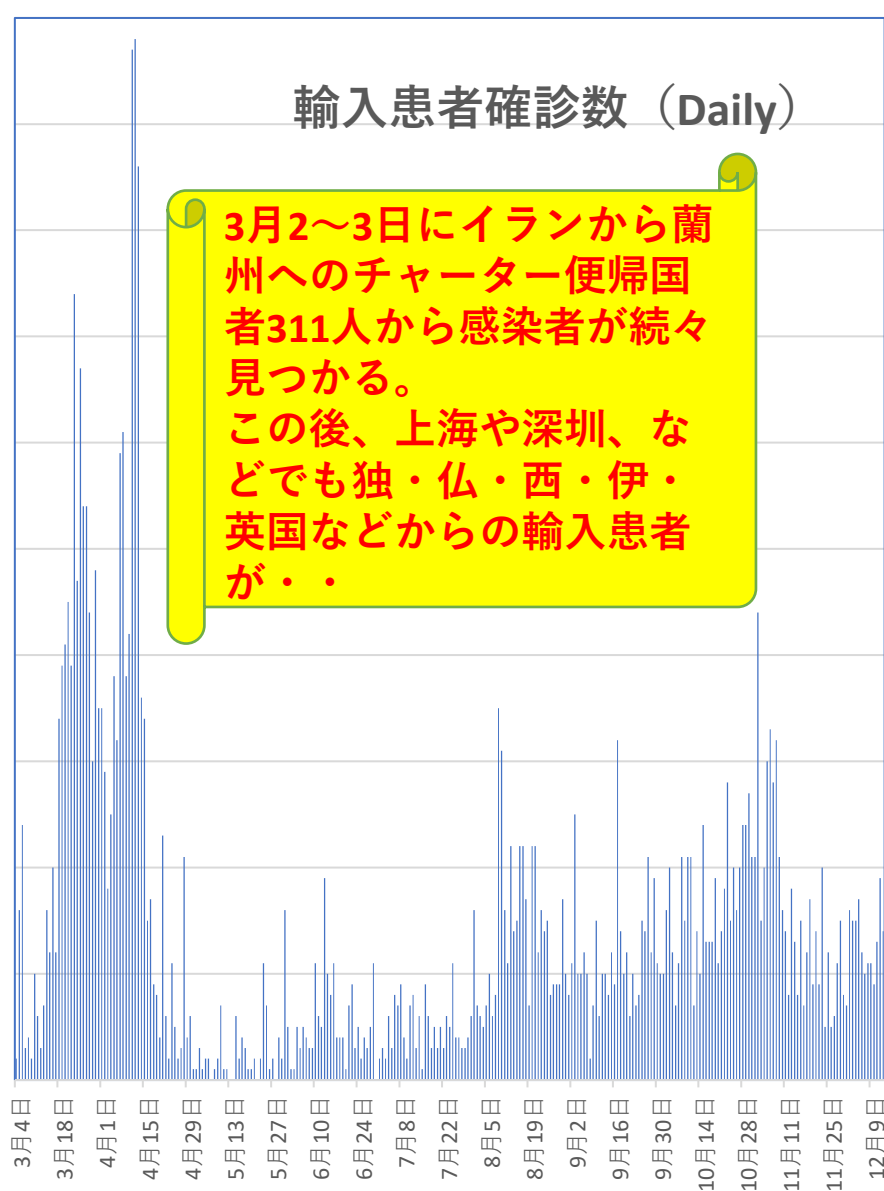 輸入患者確診数（Daily）
3月2～3日にイランから蘭
州へのチャーター便帰国
者311人から感染者が続々
見つかる。
この後、上海や深圳、な
どでも独・仏・西・伊・
英国などからの輸入患者
が・・
3月4日
3月18日
4月1日
4月15日
4月29日
5月13日
5月27日
6月10日
6月24日
7月8日
7月22日
8月5日
8月19日
9月2日
9月16日
9月30日
10月14日
10月28日
11月11日
11月25日
12月9日